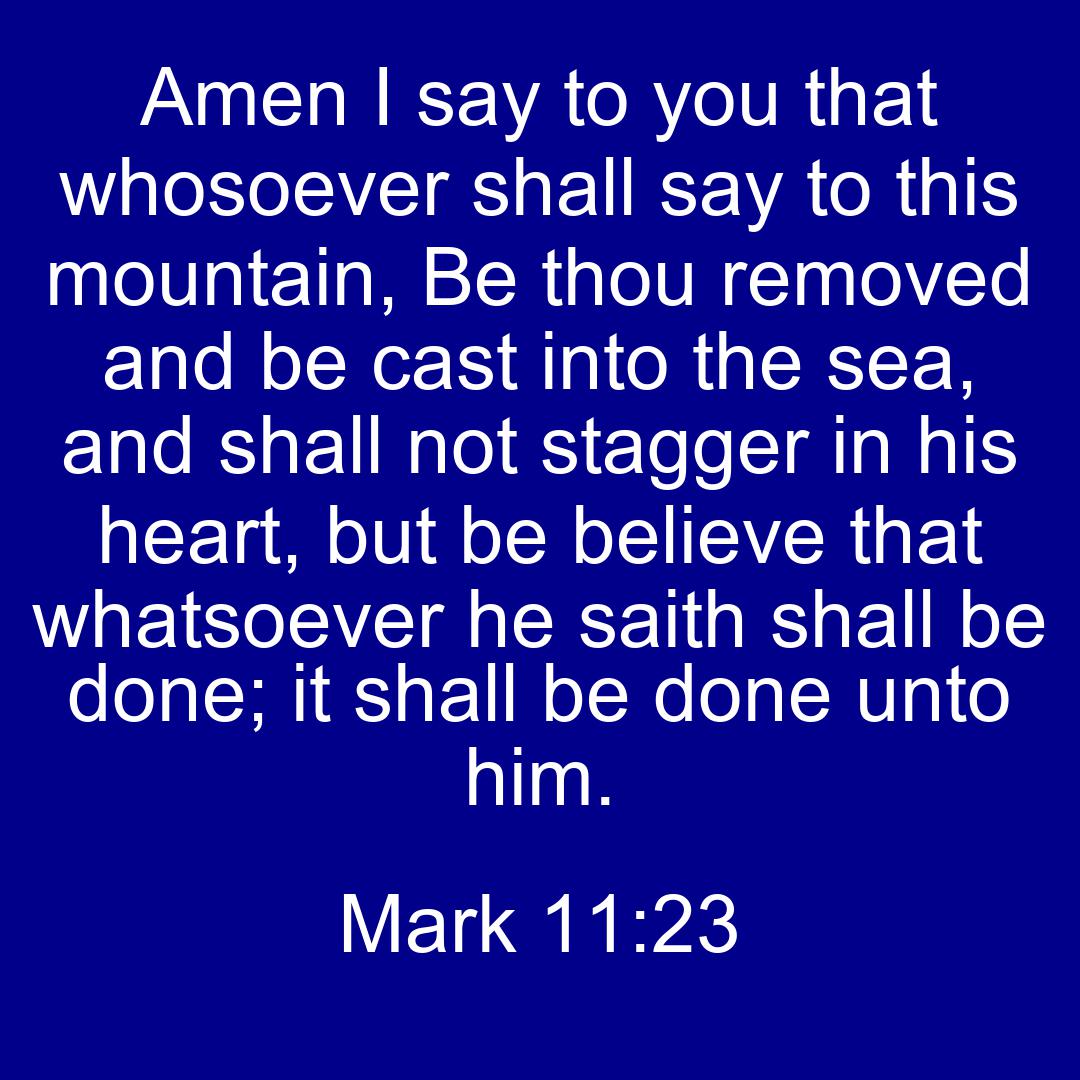 Amen I say to you that
whosoever shall say to this
mountain, Be thou removed
and be cast into the sea,
and shall not stagger in his
heart, but be believe that
whatsoever he saith shall be
done; it shall be done unto
him.
Mark 11:23